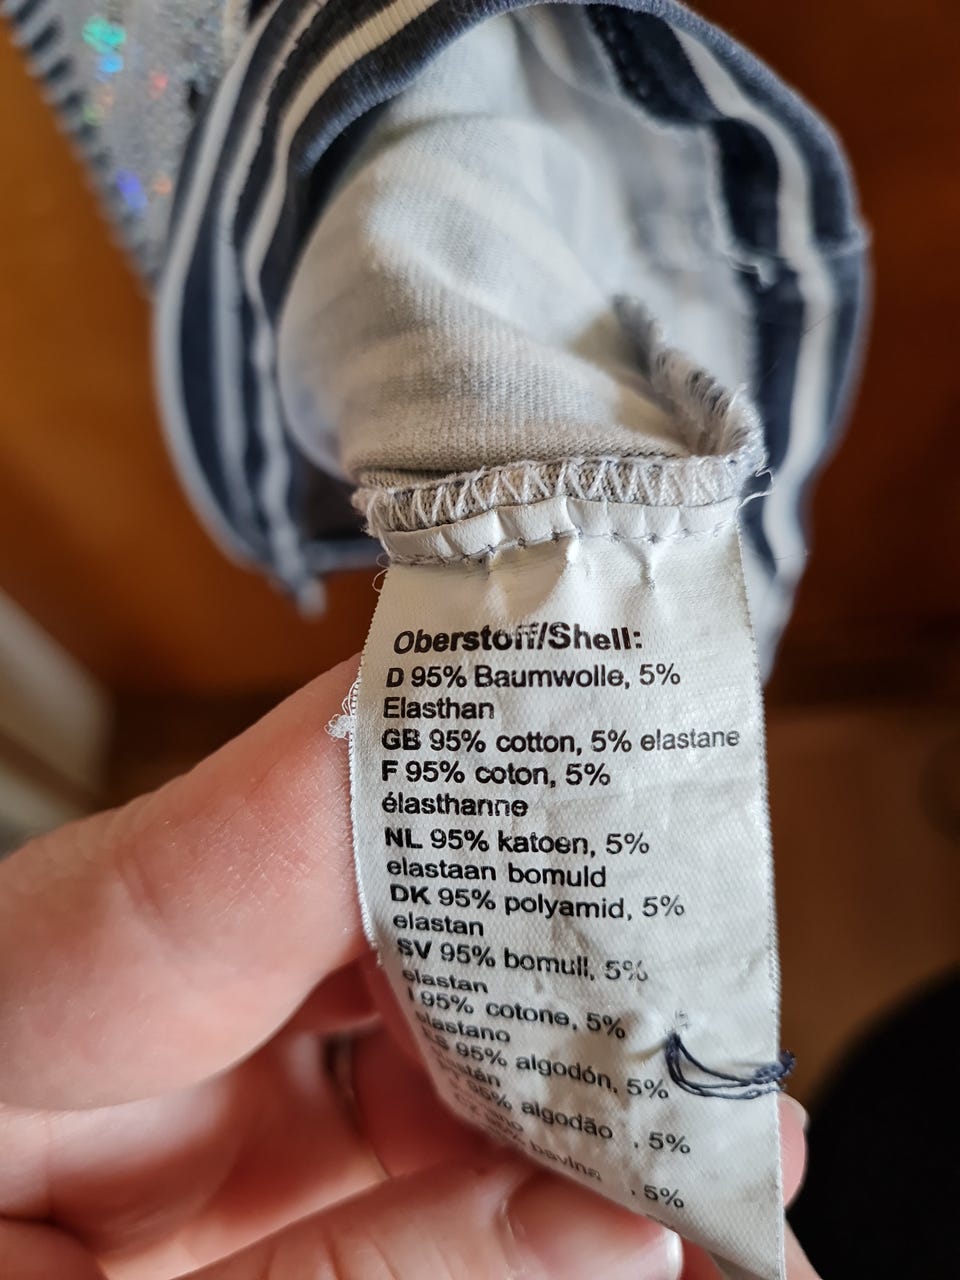 Oberstoff/Shell:
D 95% Baumwolle, 5%
Elasthan
GB 95% cotton, 5% elastane
F 95% coton, 5%
élasthanne
NL 95% katoen, 5%
elastaan bomuld
DK 95% polyamid, 5%
elastan
SV 95% bomull, 5%
elastan
I 95% cotone, 5%
elastano
ES 95% algodón, 5%
95% algodão , 5%
bavlna , 5%